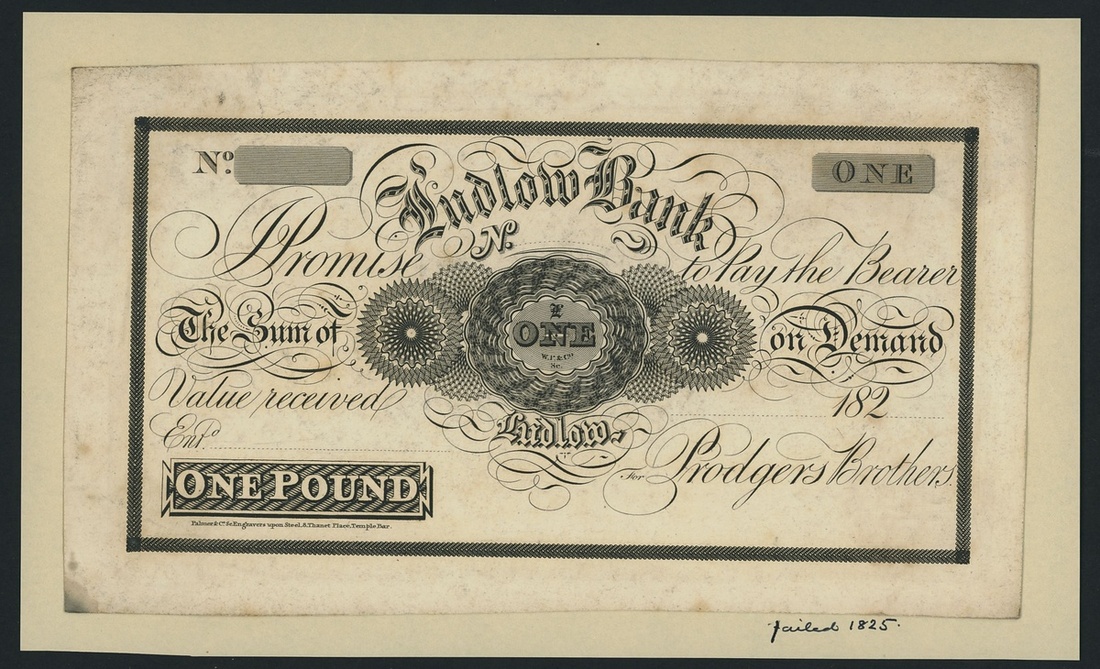 No.
Ludlow Bank
ONE
No.
I Promise to Pay the Bearer
The Sum of on Demand
£
ONE
W.P. & Co.
Sc.
Value received 182
Ludlow
Entd
For Prodgers Brothers.
ONE POUND
Palmer & Co. Sc. Engravers upon Steel, 8, Thanet Place, Temple Bar.
failed 1825.